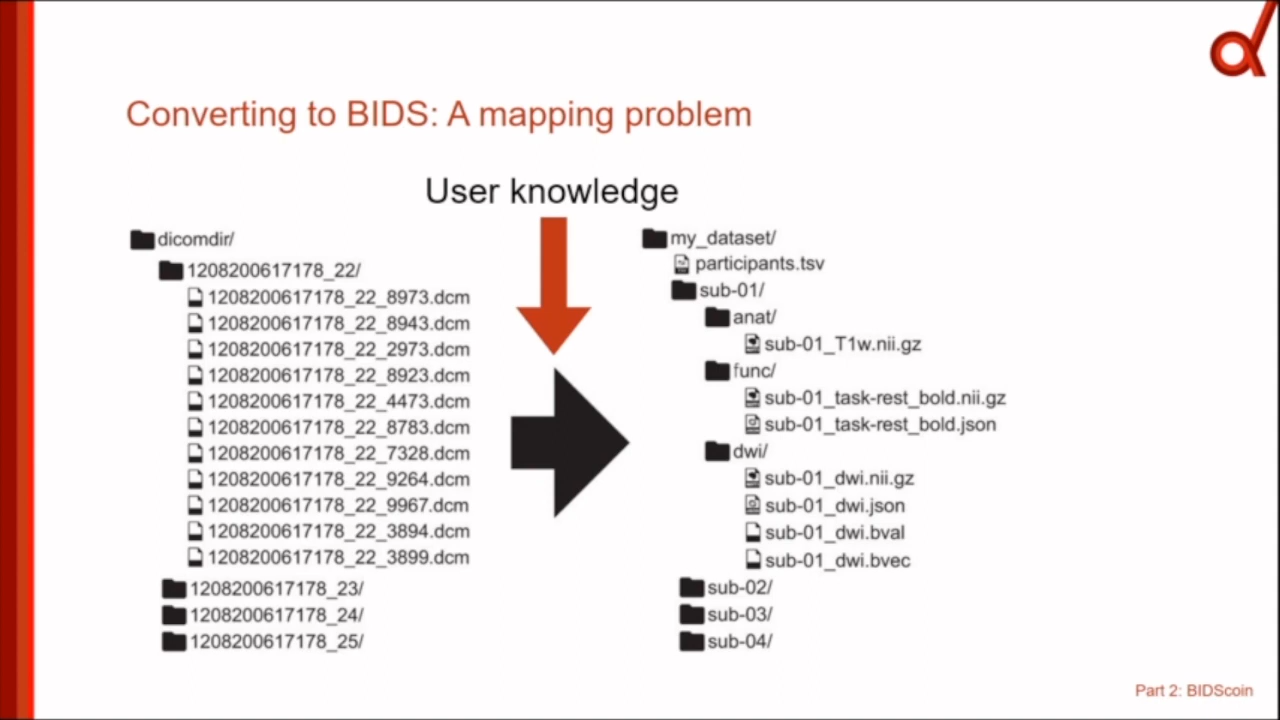 Converting to BIDS: A mapping problem
User knowledge
dicomdir/
1208200617178_22/
1208200617178_22_8973.dcm
1208200617178_22_8943.dcm
1208200617178_22_2973.dcm
1208200617178_22_8923.dcm
1208200617178_22_4473.dcm
1208200617178_22_8783.dcm
1208200617178_22_7328.dcm
1208200617178_22_9264.dcm
1208200617178_22_9967.dcm
1208200617178_22_3894.dcm
1208200617178_22_3899.dcm
1208200617178_23/
1208200617178_24/
1208200617178_25/
my_dataset/
participants.tsv
sub-01/
anat/
sub-01_T1w.nii.gz
func/
sub-01_task-rest_bold.nii.gz
sub-01_task-rest_bold.json
dwi/
sub-01_dwi.nii.gz
sub-01_dwi.json
sub-01_dwi.bval
sub-01_dwi.bvec
sub-02/
sub-03/
sub-04/
Part 2: BIDScoin